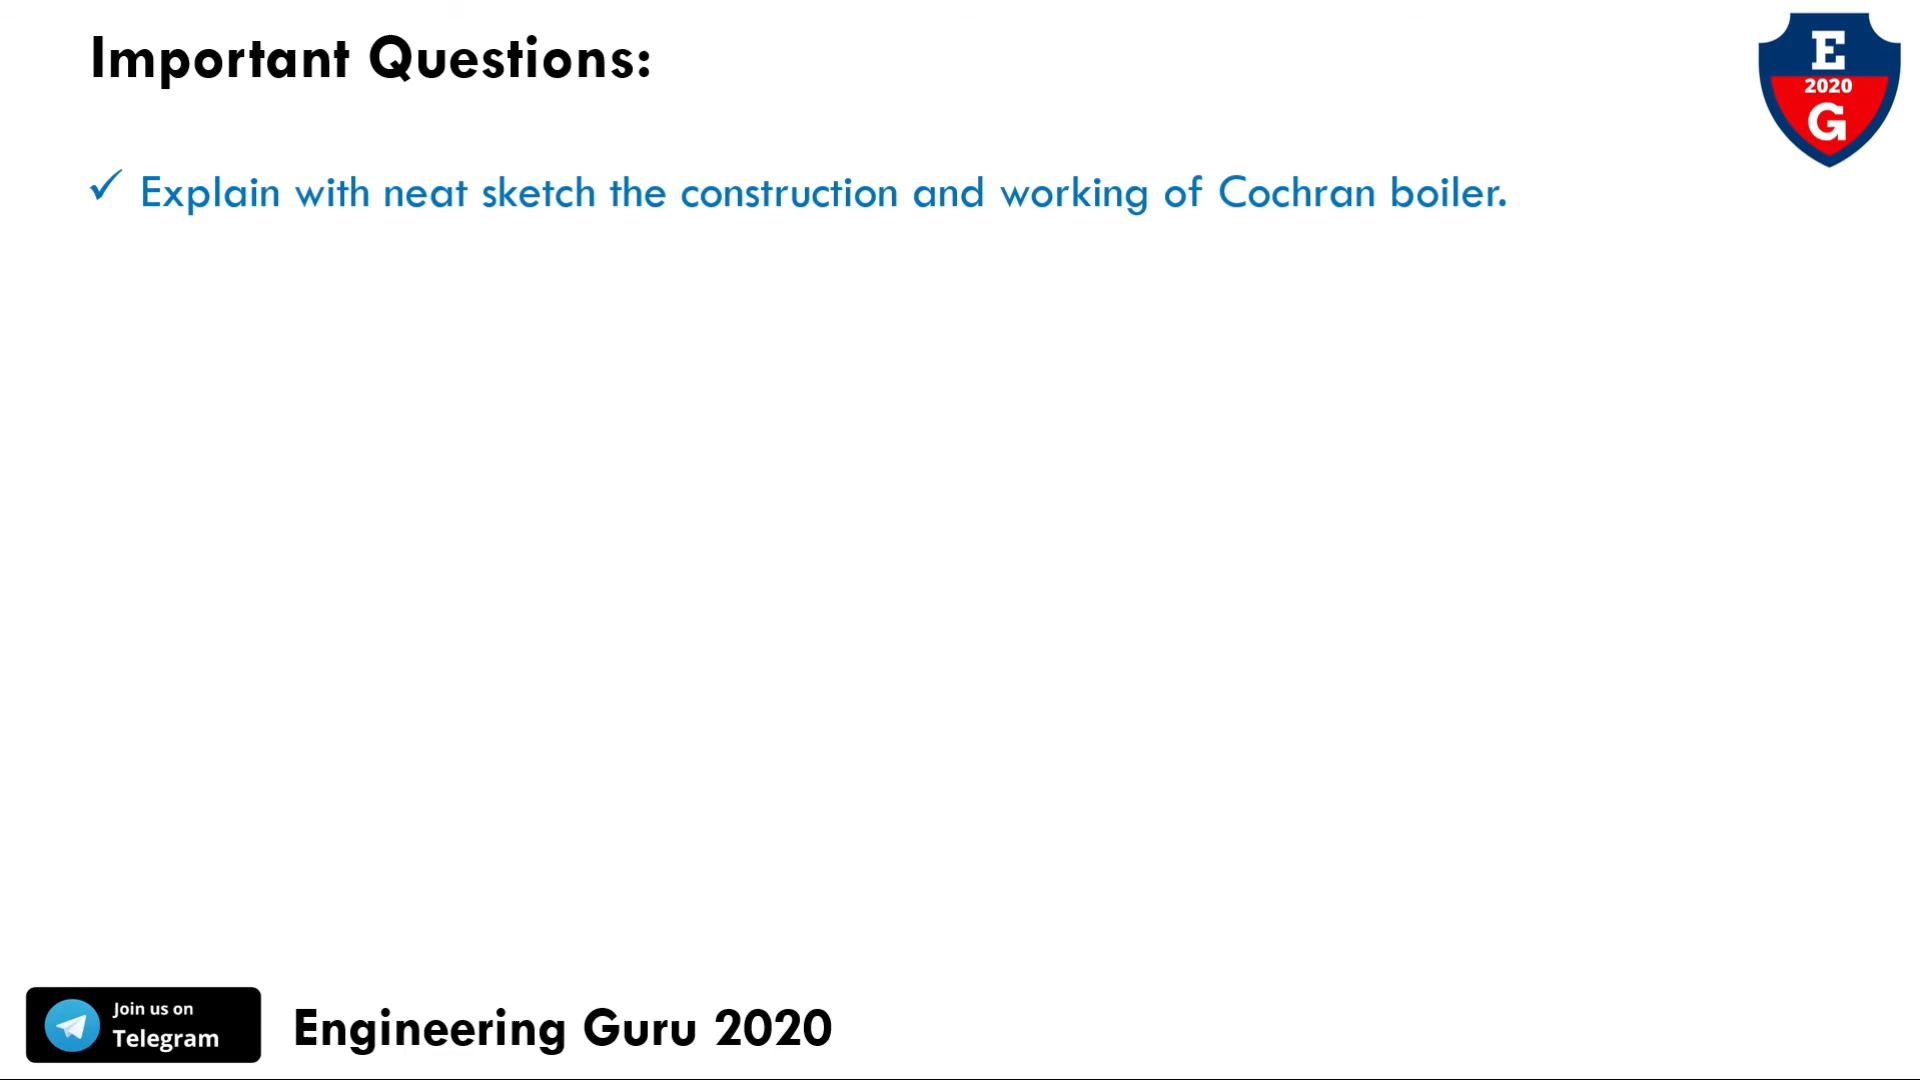 Important Questions:
E
2020
G
✓ Explain with neat sketch the construction and working of Cochran boiler.
Join us on
Telegram
Engineering Guru 2020